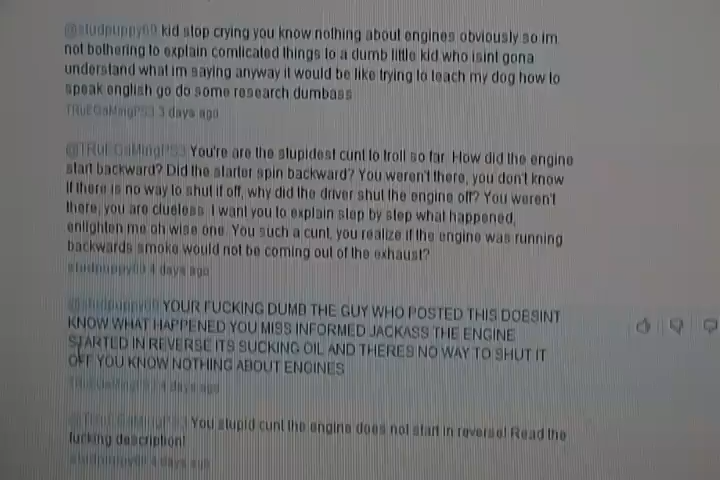 @studpuppy69 kid stop crying you know nothing about engines obviously so im
not bothering to explain comlicated things to a dumb little kid who isint gona
understand what im saying anyway it would be like trying to teach my dog how to
speak english go do some research dumbass
TRuEGaMingPS3 3 days ago
@TRuEGaMingPS3 You're are the stupidest cunt to troll so far. How did the engine
start backward? Did the starter spin backward? You weren't there, you don't know
If there is no way to shut if off, why did the driver shut the engine off? You weren't
there, you are clueless. I want you to explain step by step what happened,
enlighten me oh wise one. You such a cunt, you realize if the engine was running
backwards smoke would not be coming out of the exhaust?
studpuppy69 4 days ago
@studpuppy69 YOUR FUCKING DUMB THE GUY WHO POSTED THIS DOESINT
KNOW WHAT HAPPENED YOU MISS INFORMED JACKASS THE ENGINE
STARTED IN REVERSE ITS SUCKING OIL AND THERES NO WAY TO SHUT IT
OFF YOU KNOW NOTHING ABOUT ENGINES
TRuEGaMingPS3 4 days ago
@TRuEGaMingPS3 You stupid cunt the engine does not start in reverse! Read the
fucking description!
studpuppy69 4 days ago